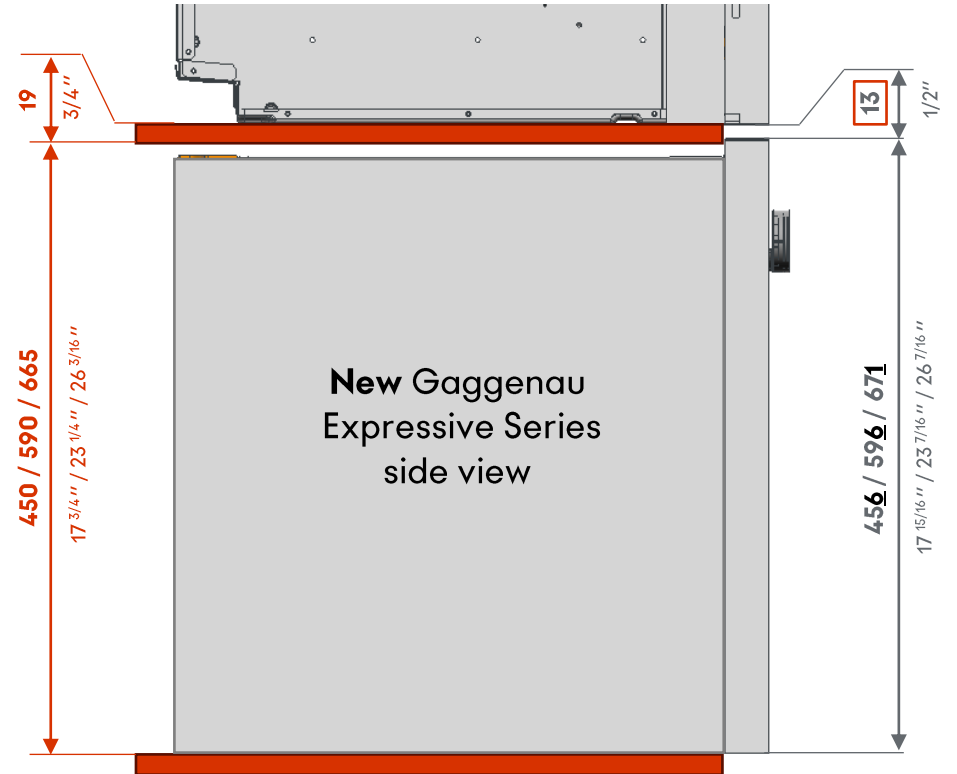 19
3/4″
13
1/2″
New Gaggenau
Expressive Series
side view
450 / 590 / 665
17 3/4″ / 23 1/4″ / 26 3/16″
456 / 596 / 671
17 15/16″ / 23 7/16″ / 26 7/16″